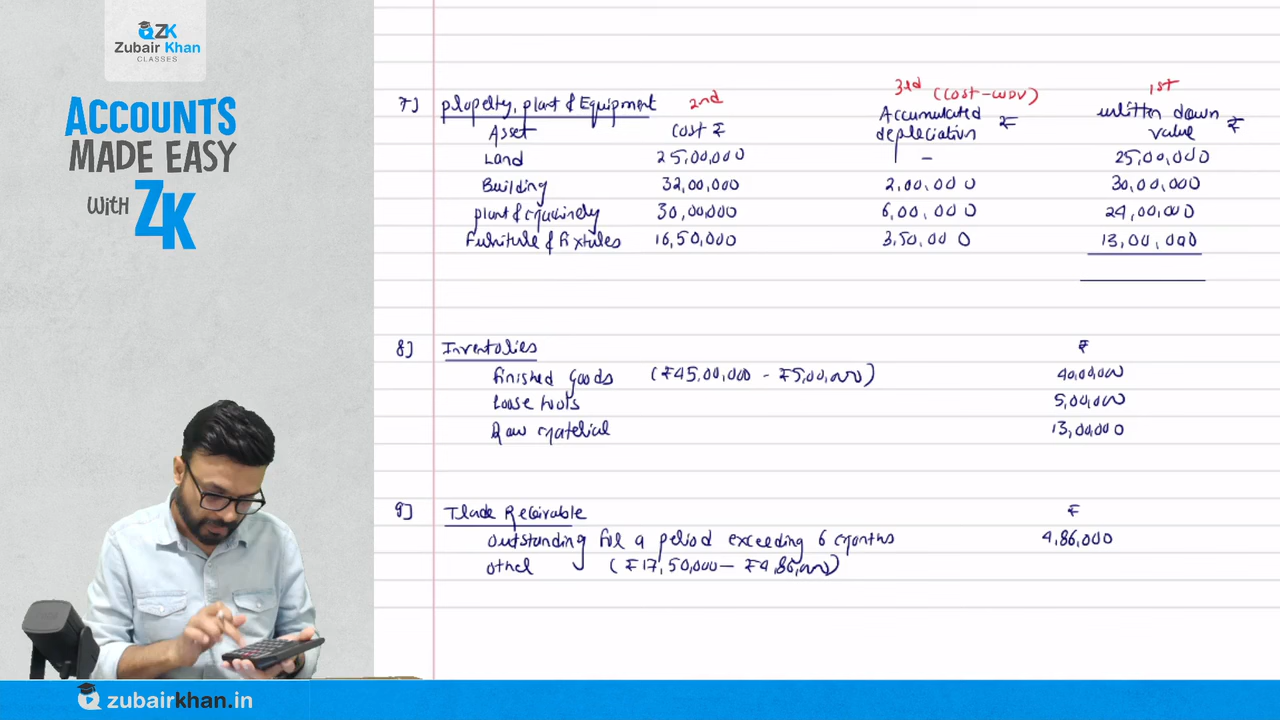 ZK
Zubair Khan
CLASSES
ACCOUNTS
MADE EASY
WITH ZK
7] Property, plant & Equipment 2nd 3rd (Cost-WDV) 1st
Asset Cost ₹ Accumulated depreciation ₹ Written down value ₹
Land 25,00,000 - 25,00,000
Building 32,00,000 2,00,000 30,00,000
plant & machinery 30,00,000 6,00,000 24,00,000
Furniture & Fixtures 16,50,000 3,50,000 13,00,000
8] Inventories ₹
Finished Goods (₹45,00,000 - ₹5,00,000) 40,00,000
Loose tools 5,00,000
Raw material 13,00,000
9] Trade Receivable ₹
Outstanding for a period exceeding 6 months 4,86,000
other (₹17,50,000 - ₹4,86,000)
zubairkhan.in